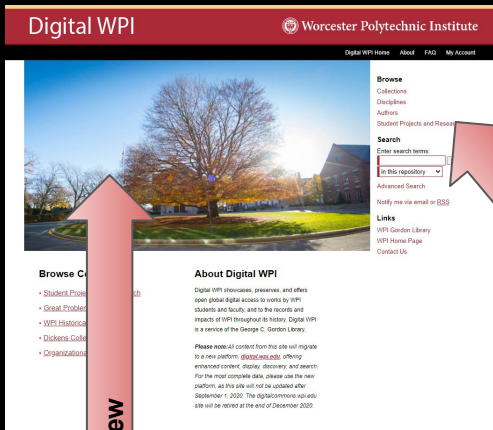 Digital WPI
Worcester Polytechnic Institute
Digital WPI Home About FAQ My Account
Browse
Collections
Disciplines
Authors
Student Projects and
Search
Enter search terms:
in this repository
Advanced Search
Notify me via email or RSS
Links
WPI Gordon Library
WPI Home Page
Contact Us
Browse
• Student
• Great
• WPI
• Dickens
•
About Digital WPI
Digital WPI showcases, preserves, and offers
open global digital access to works by WPI
students and faculty, and to the records and
impacts of WPI throughout its history. Digital WPI
is a service of the George C. Gordon Library.
Please note:All content from this site will migrate
to a new platform, digital.wpi.edu, offering
enhanced content, display, discovery, and search.
For the most complete data, please use the new
platform, as this site will not be updated after
September 1, 2020. The digitalcommons.wpi.edu
site will be retired at the end of December 2020.